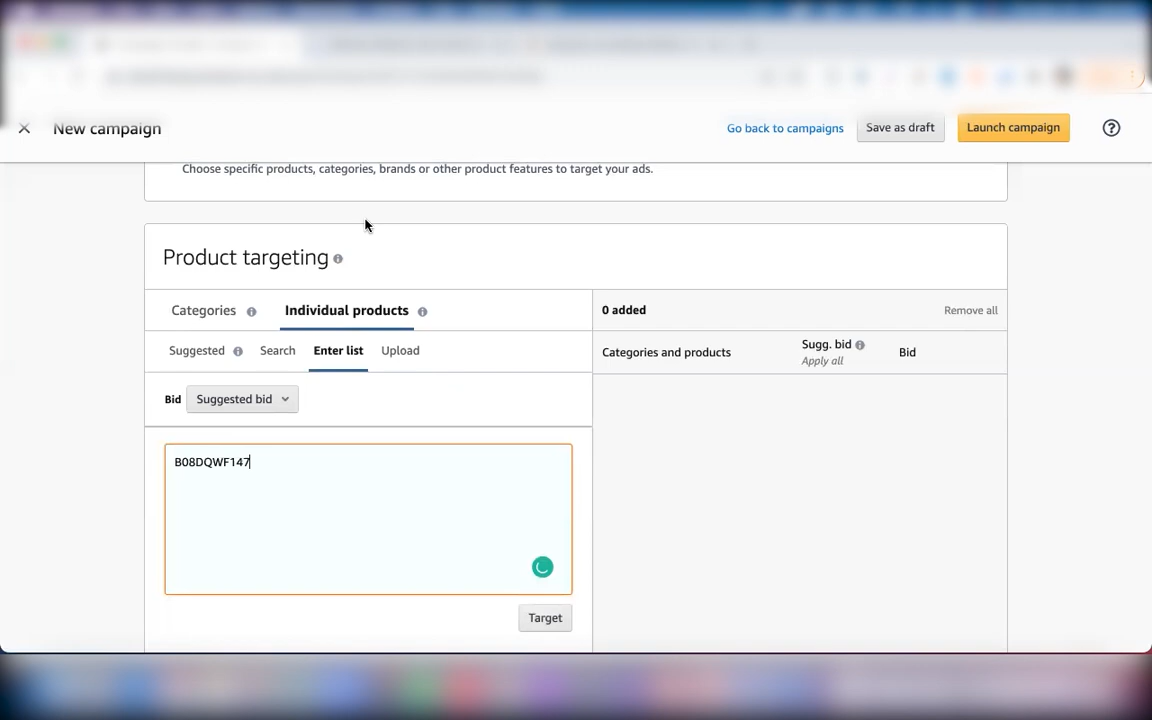 New campaign
Go back to campaigns
Save as draft
Launch campaign
Choose specific products, categories, brands or other product features to target your ads.
Product targeting
Categories
Individual products
0 added
Remove all
Suggested
Search
Enter list
Upload
Categories and products
Sugg. bid
Apply all
Bid
Bid
Suggested bid
B08DQWF147
Target